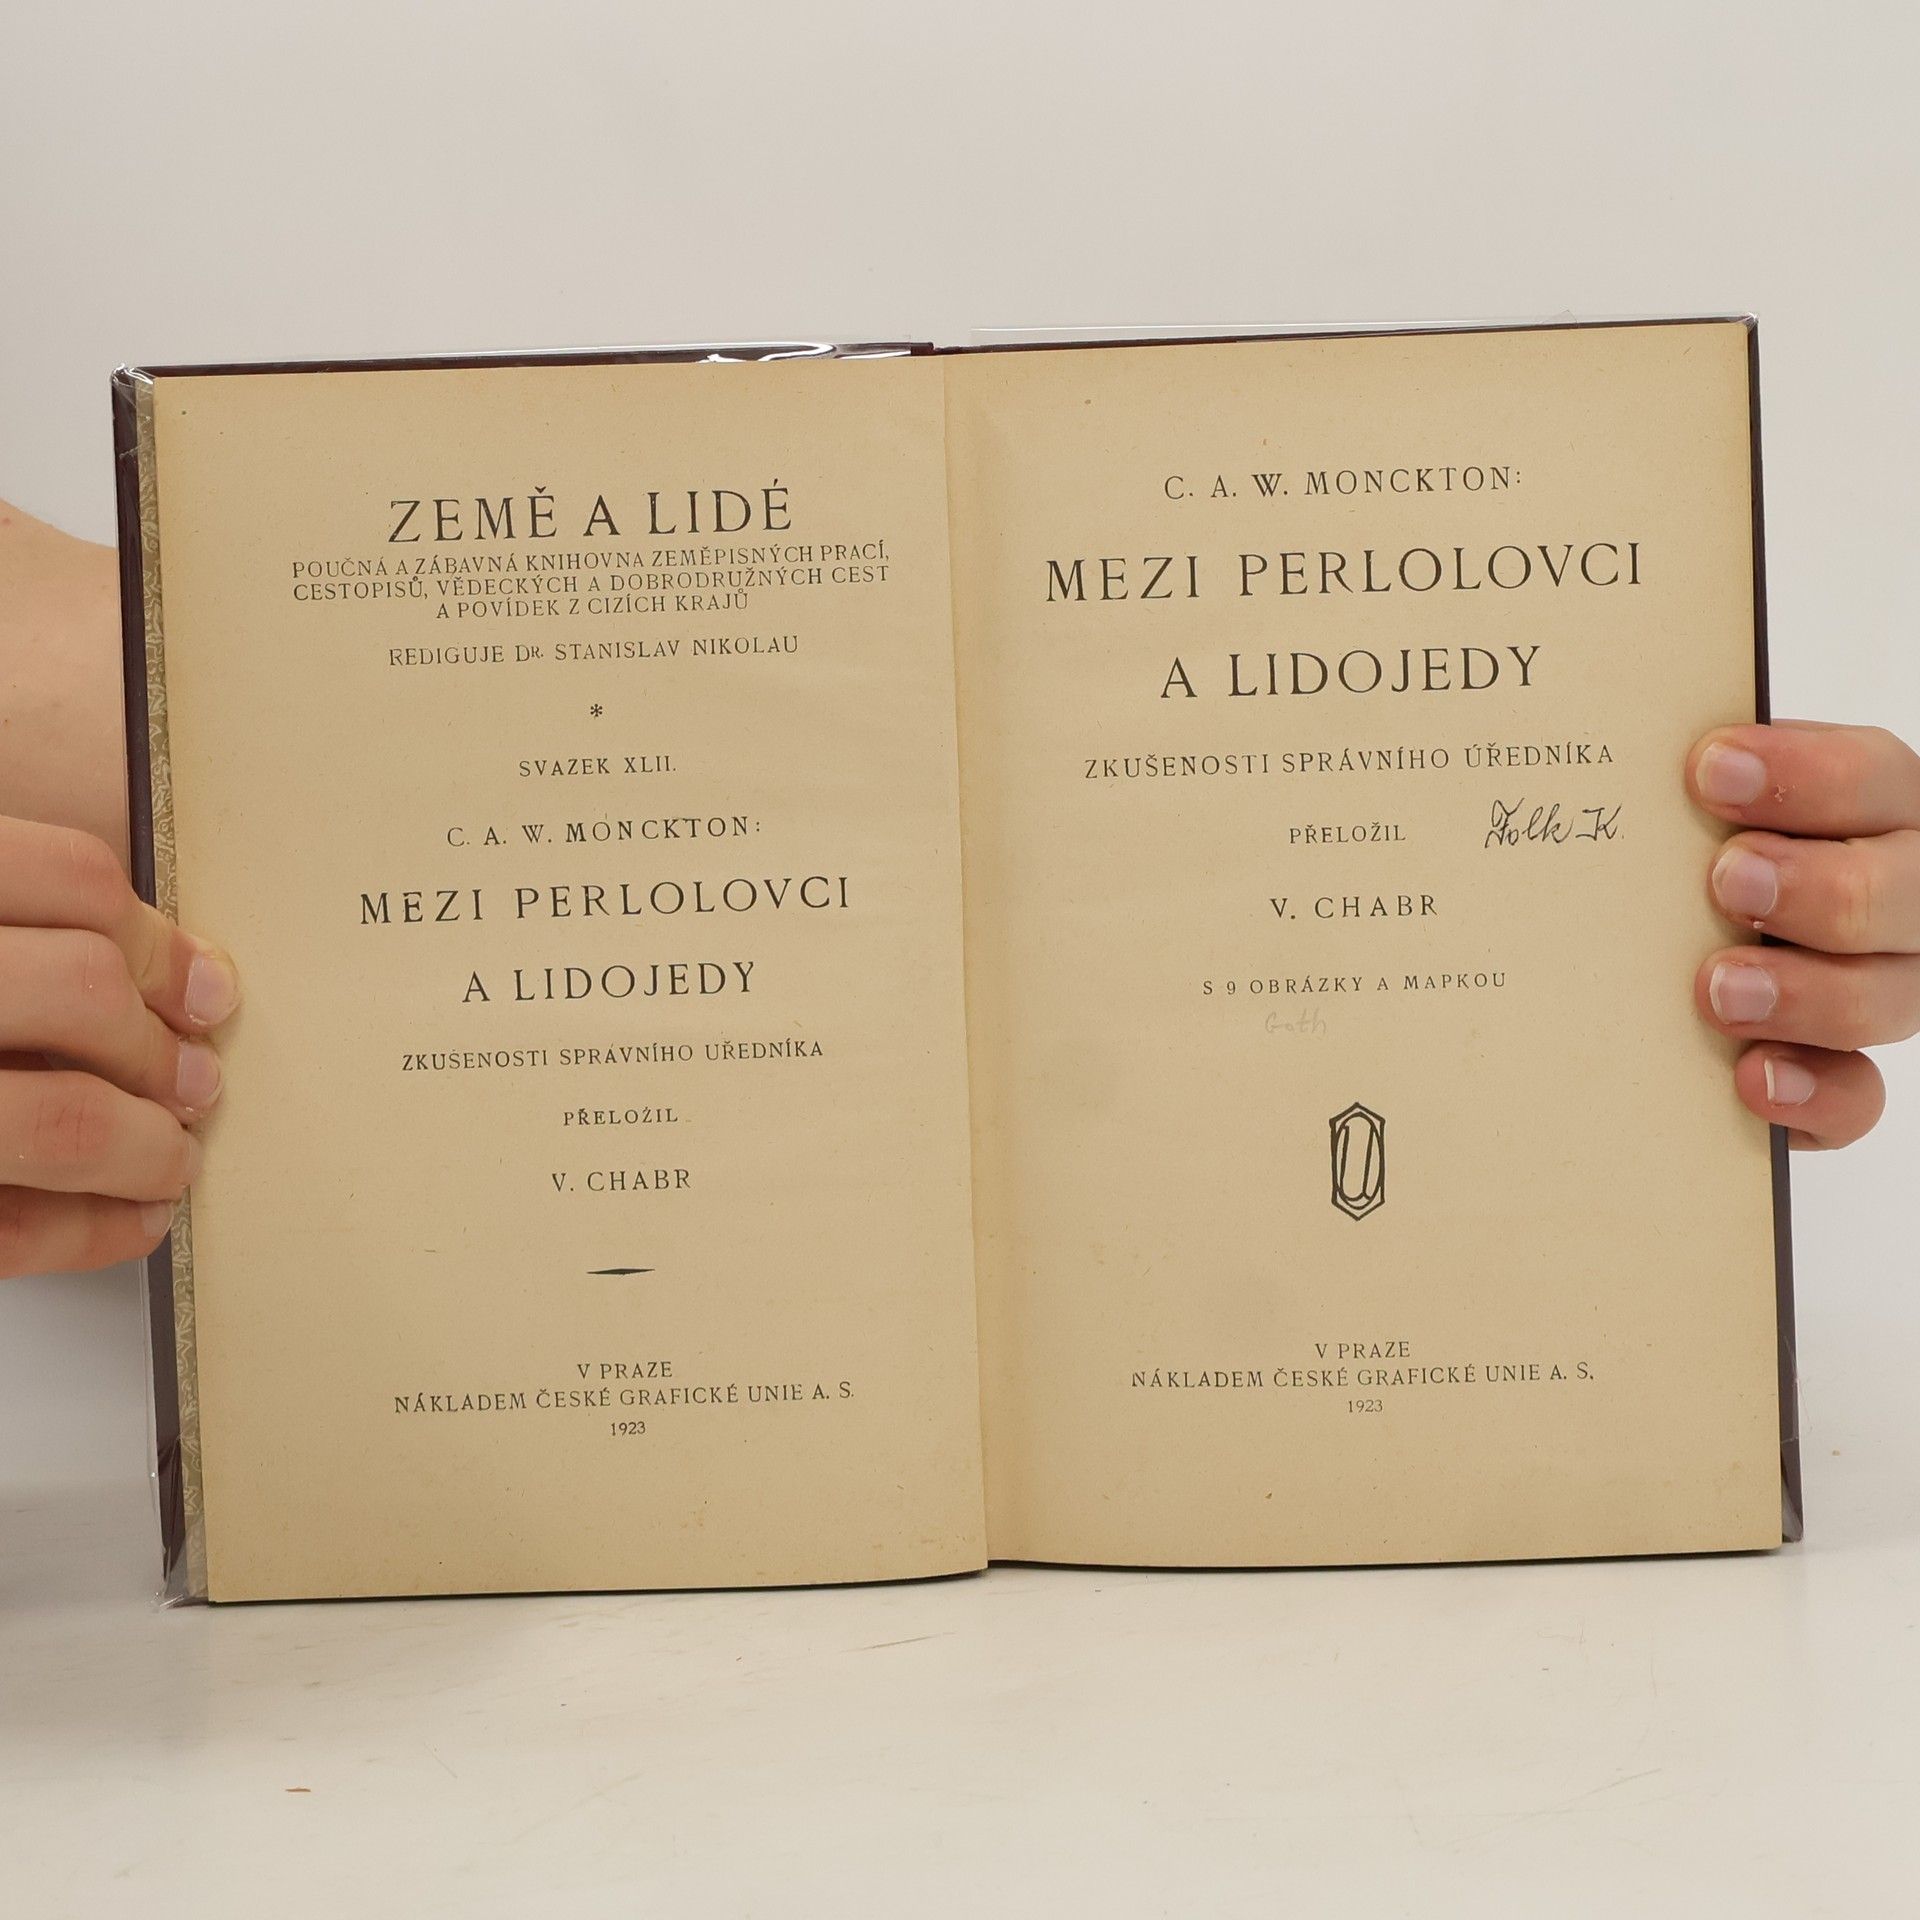 ZEMĚ A LIDÉ
POUČNÁ A ZÁBAVNÁ KNIHOVNA ZEMĚPISNÝCH PRACÍ,
CESTOPISŮ, VĚDECKÝCH A DOBRODRUŽNÝCH CEST
A POVÍDEK Z CIZÍCH KRAJŮ
REDIGUJE DR. STANISLAV NIKOLAU
*
SVAZEK XLII.
C. A. W. MONCKTON:
MEZI PERLOLOVCI
A LIDOJEDY
ZKUŠENOSTI SPRÁVNÍHO UŘEDNÍKA
PŘELOŽIL
V. CHABR
V PRAZE
NÁKLADEM ČESKÉ GRAFICKÉ UNIE A. S.
1923
C. A. W. MONCKTON:
MEZI PERLOLOVCI
A LIDOJEDY
ZKUŠENOSTI SPRÁVNÍHO ÚŘEDNÍKA
PŘELOŽIL Folk K.
V. CHABR
S 9 OBRÁZKY A MAPKOU
V PRAZE
NÁKLADEM ČESKÉ GRAFICKÉ UNIE A. S.
1923